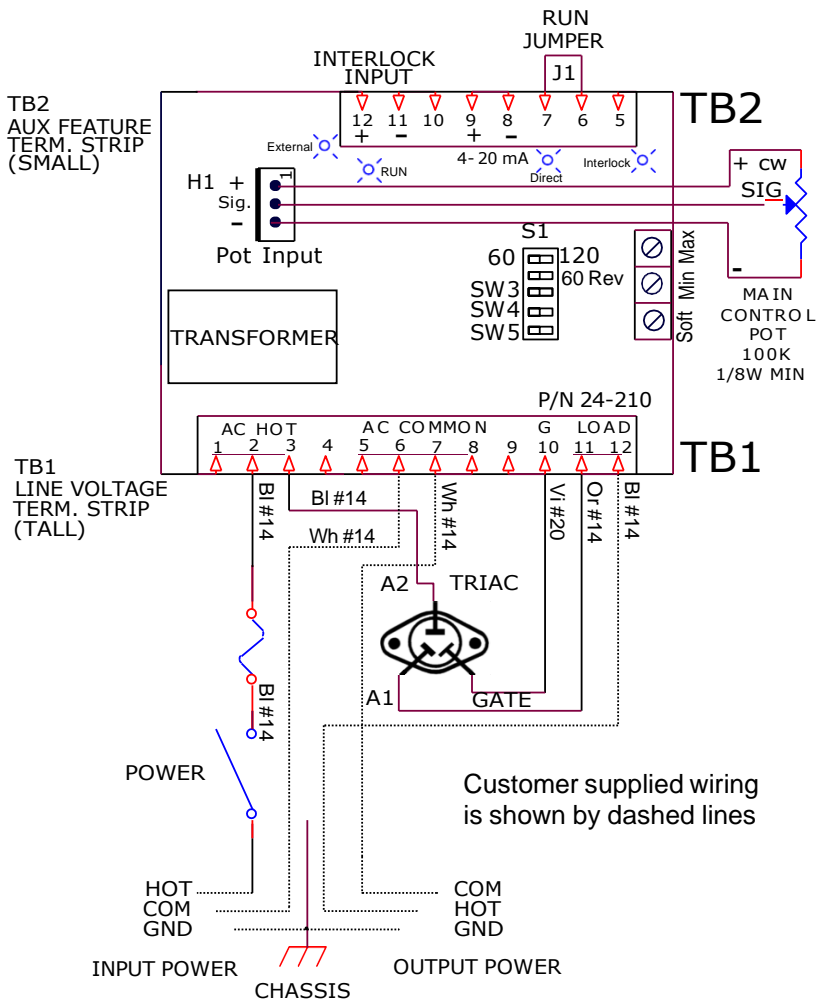 RUN
JUMPER
J1
INTERLOCK
INPUT
TB2
AUX FEATURE
TERM. STRIP
(SMALL)
12 11 10 9 8 7 6 5
+ - + -
TB2
External
RUN
4-20 mA
Direct
Interlock
H1 +
Sig.
-
1
Pot Input
+ CW
SIG
-
MAIN
CONTROL
POT
100K
1/8W MIN
S1
60 120
60 Rev
SW3
SW4
SW5
Soft Min Max
TRANSFORMER
P/N 24-210
AC HOT AC COMMON G LOAD
1 2 3 4 5 6 7 8 9 10 11 12
TB1
TB1
LINE VOLTAGE
TERM. STRIP
(TALL)
Bl #14
Bl #14
Wh #14
Wh #14
Vi #20
Or #14
Bl #14
A2
TRIAC
A1
GATE
Bl #14
POWER
Customer supplied wiring
is shown by dashed lines
HOT
COM
GND
COM
HOT
GND
INPUT POWER
OUTPUT POWER
CHASSIS